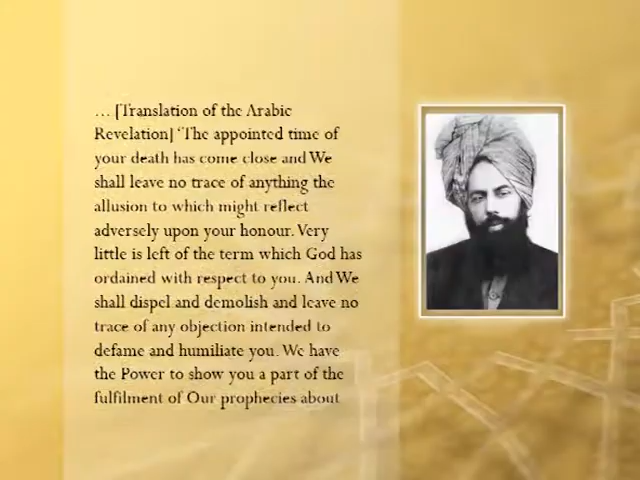 … [Translation of the Arabic
Revelation] ‘The appointed time of
your death has come close and We
shall leave no trace of anything the
allusion to which might reflect
adversely upon your honour. Very
little is left of the term which God has
ordained with respect to you. And We
shall dispel and demolish and leave no
trace of any objection intended to
defame and humiliate you. We have
the Power to show you a part of the
fulfilment of Our prophecies about